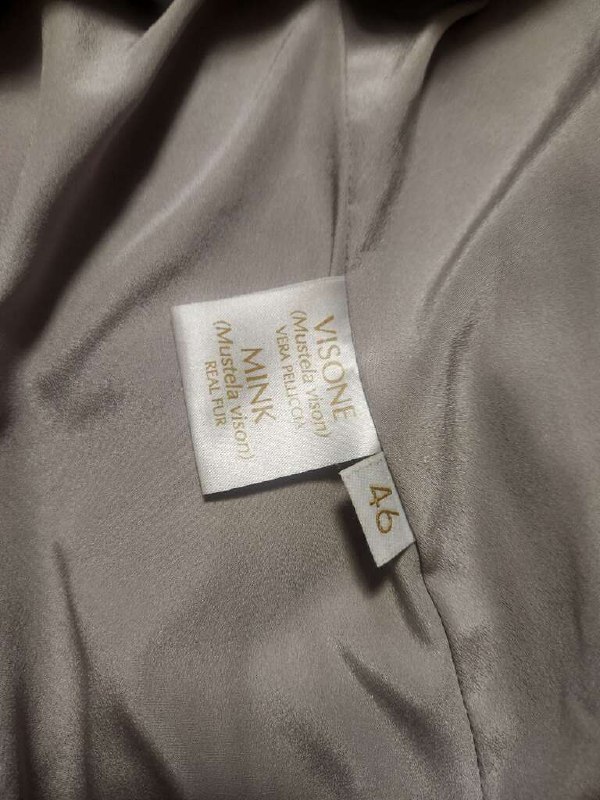 VISONE
(Mustela vison)
VERA PELLICCIA
MINK
(Mustela vison)
REAL FUR
46